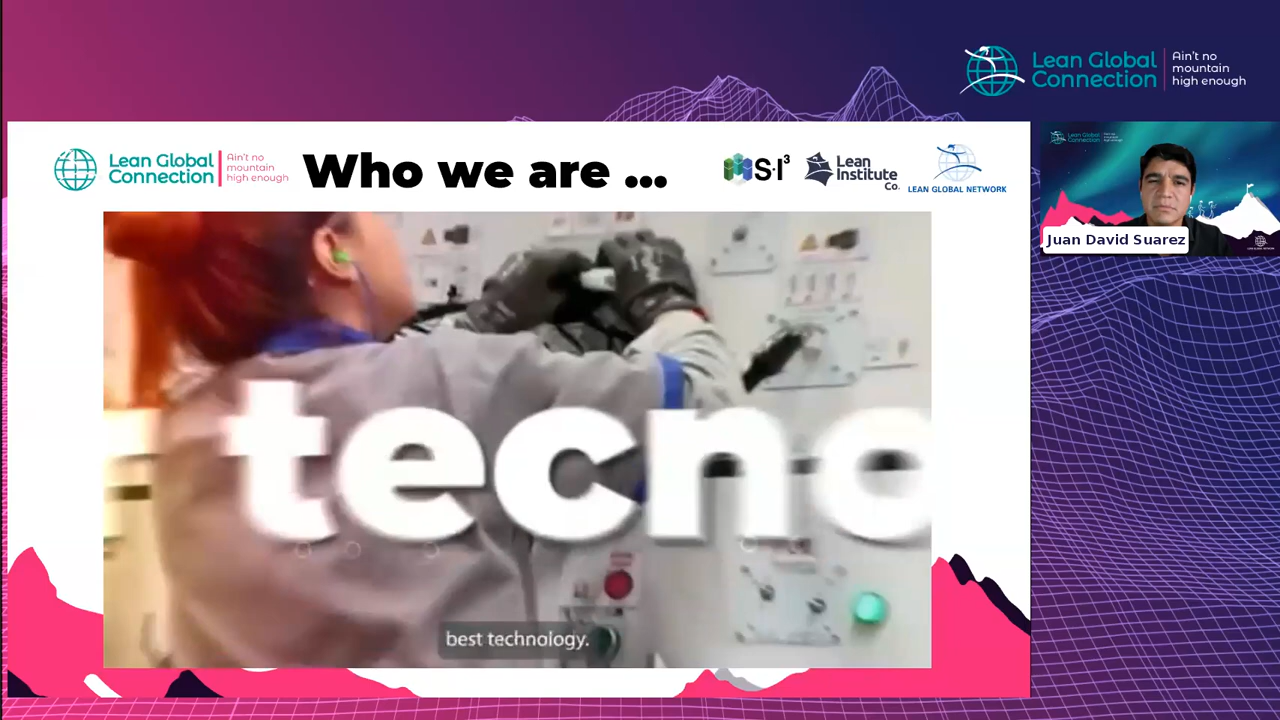 Lean Global
Connection
Ain't no
mountain
high enough
Lean Global
Connection
Ain't no
mountain
high enough
Who we are ...
S·I³
Lean
Institute
Co.
LEAN GLOBAL NETWORK
Juan David Suarez
tecno
best technology.